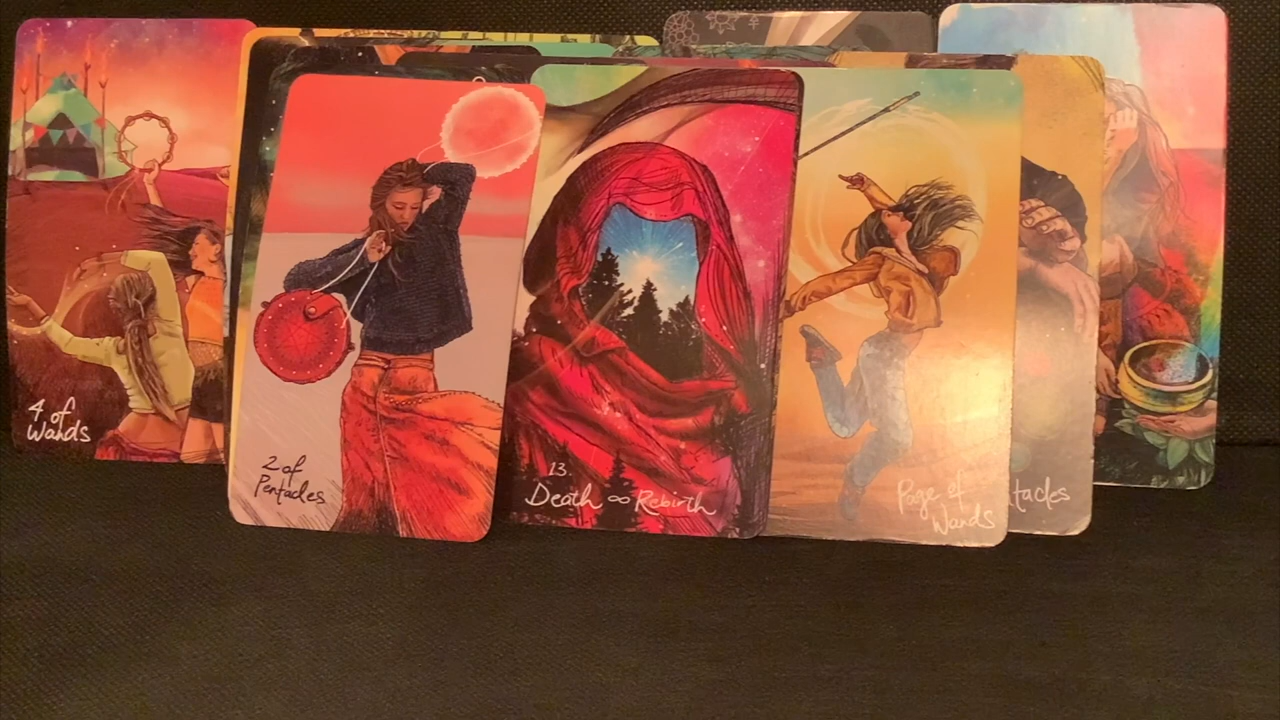 4 of
Wands
2 of
Pentacles
13.
Death ∞ Rebirth
Page of
Wands
tacles